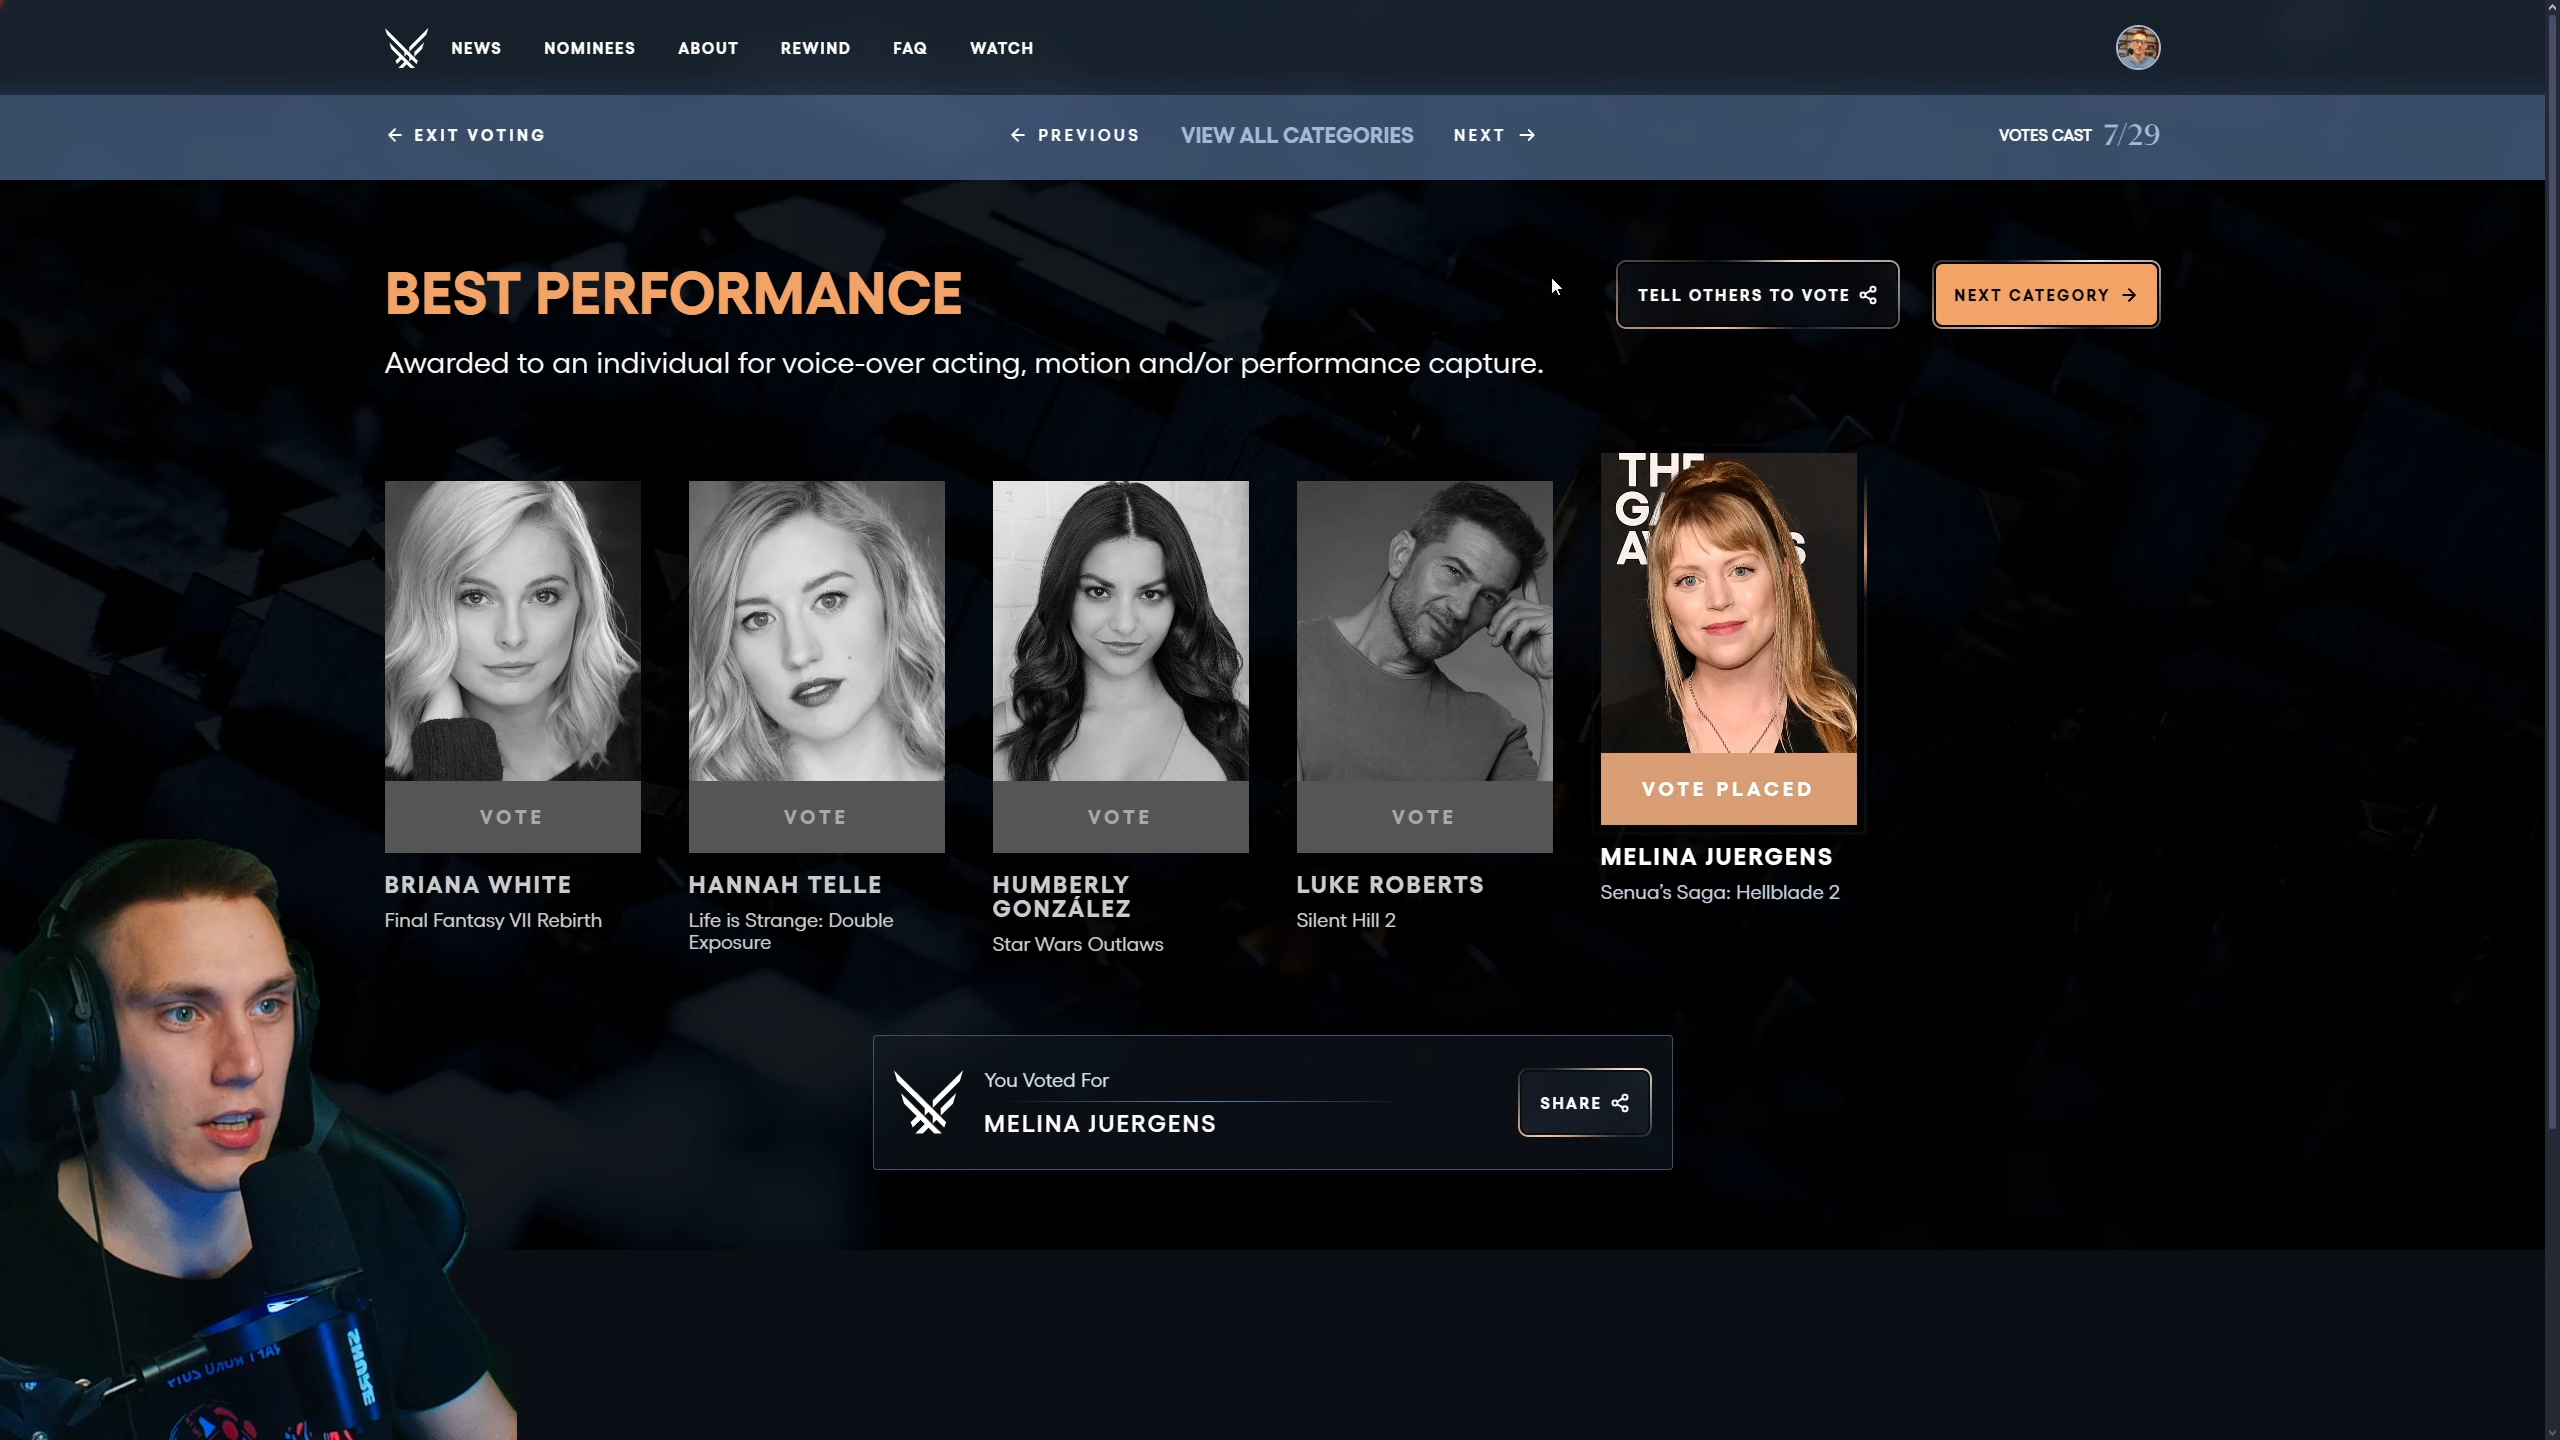 NEWS
NOMINEES
ABOUT
REWIND
FAQ
WATCH
EXIT VOTING
PREVIOUS
VIEW ALL CATEGORIES
NEXT
VOTES CAST 7/29
BEST PERFORMANCE
TELL OTHERS TO VOTE
NEXT CATEGORY
Awarded to an individual for voice-over acting, motion and/or performance capture.
THE
VOTE
BRIANA WHITE
Final Fantasy VII Rebirth
VOTE
HANNAH TELLE
Life is Strange: Double
Exposure
VOTE
HUMBERLY
GONZÁLEZ
Star Wars Outlaws
VOTE
LUKE ROBERTS
Silent Hill 2
VOTE PLACED
MELINA JUERGENS
Senua's Saga: Hellblade 2
You Voted For
MELINA JUERGENS
SHARE